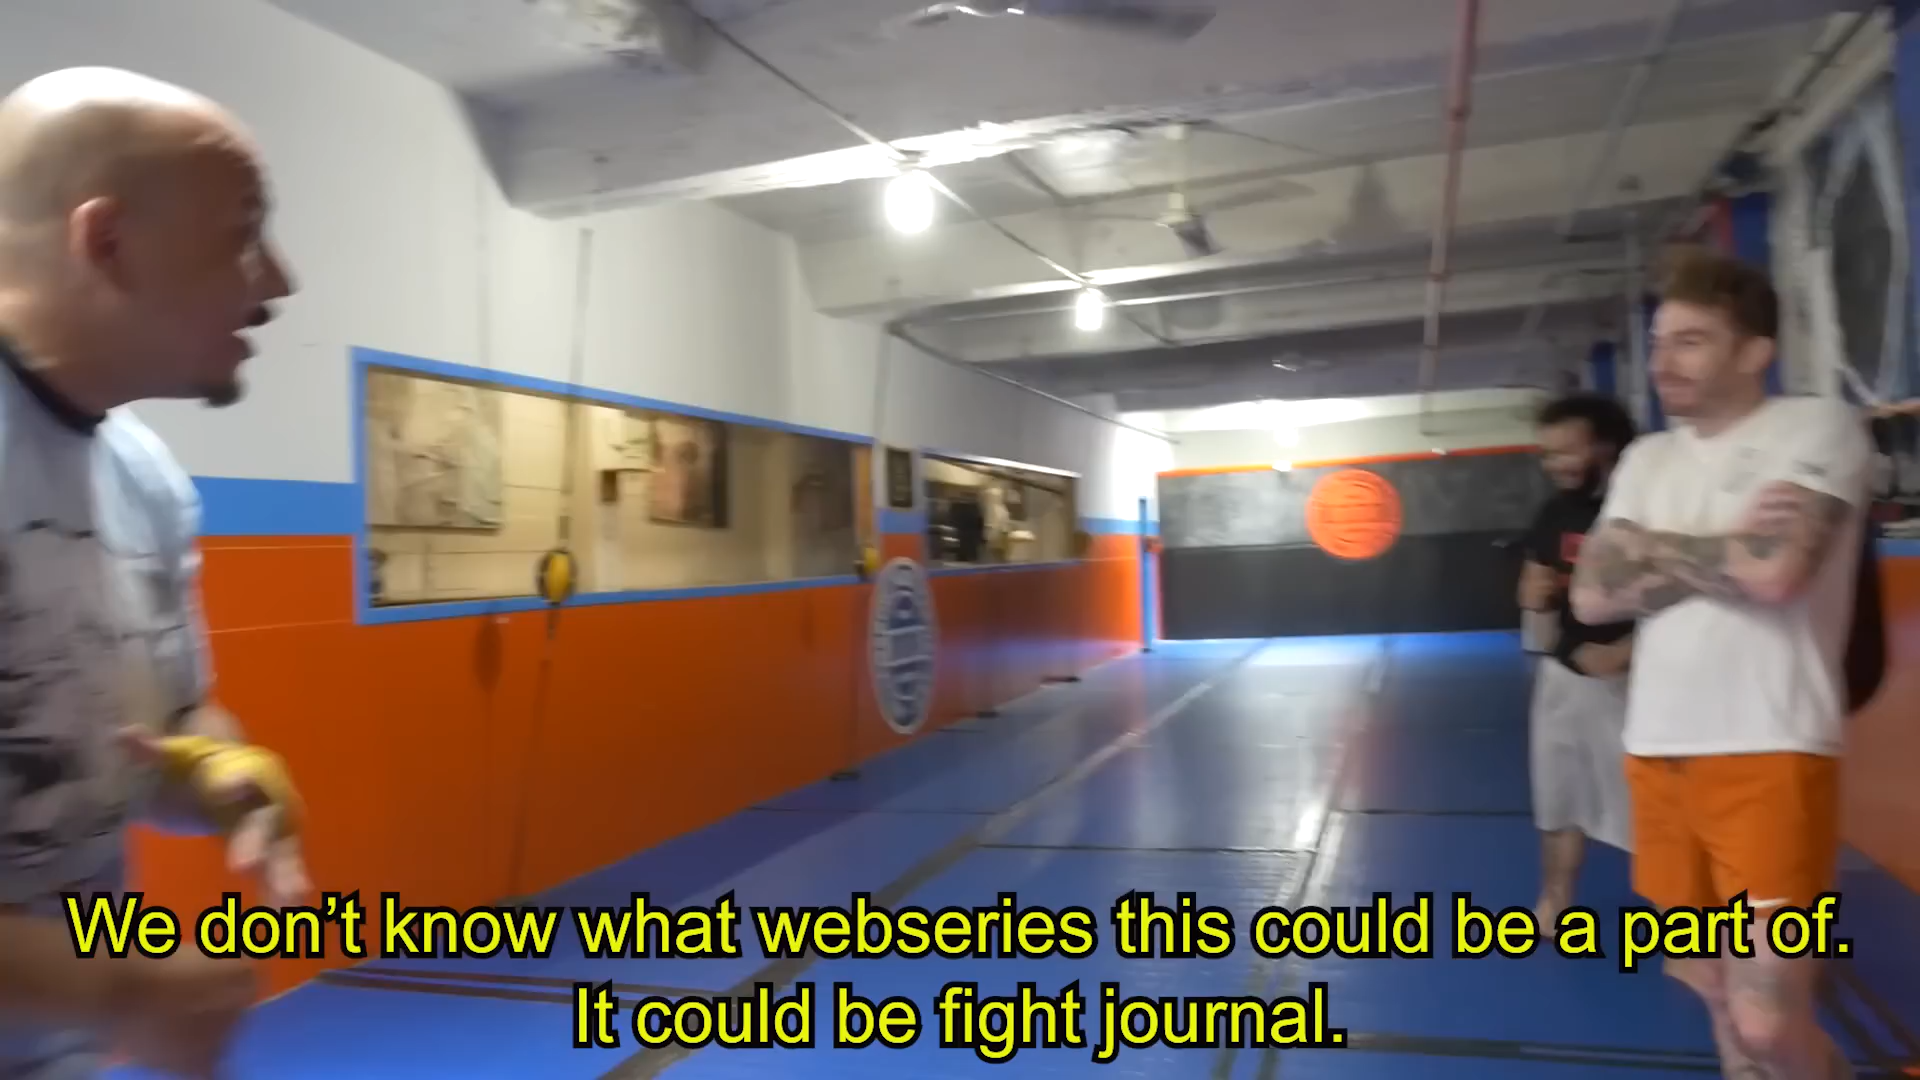 We don’t know what webseries this could be a part of.
It could be fight journal.